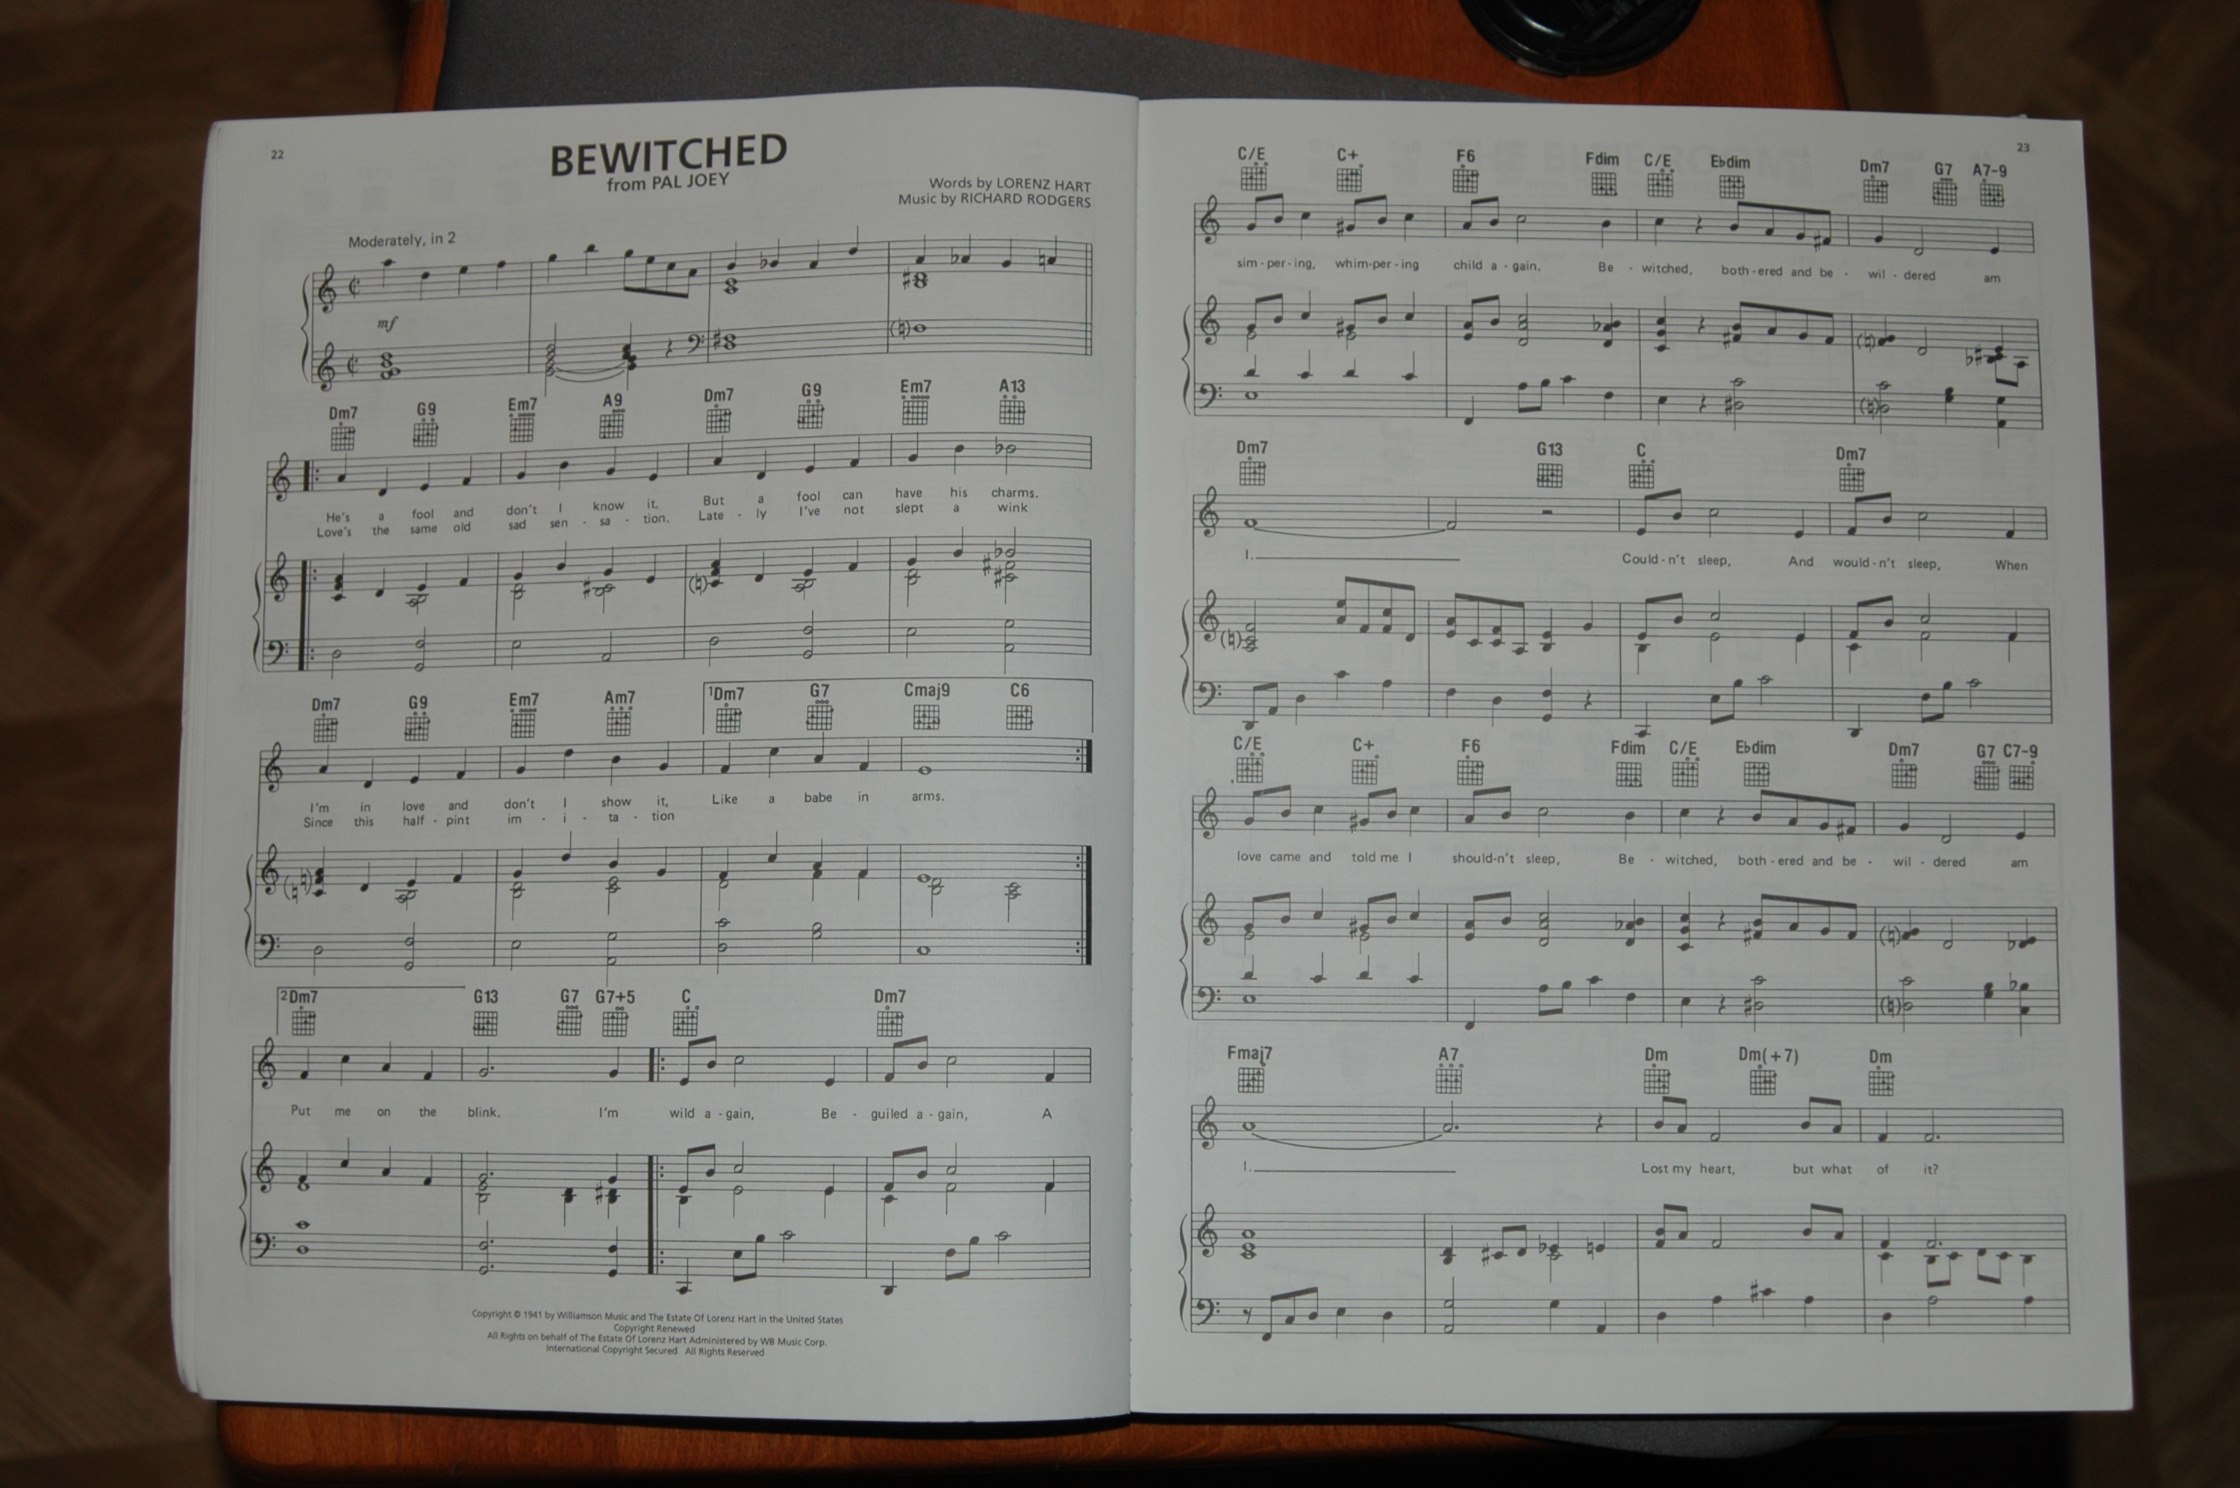 22
BEWITCHED
from PAL JOEY
Words by LORENZ HART
Music by RICHARD RODGERS
Moderately, in 2
mf
Dm7 G9 Em7 A9 Dm7 G9 Em7 A13
He's a fool and don't I know it. But a fool can have his charms.
Love's the same old sad sen - sa - tion. Late - ly I've not slept a wink
Dm7 G9 Em7 Am7 1Dm7 G7 Cmaj9 C6
I'm in love and don't I show it, Like a babe in arms.
Since this half - pint im - i - ta - tion
2Dm7 G13 G7 G7+5 C Dm7
Put me on the blink. I'm wild a - gain, Be - guiled a - gain, A
Copyright © 1941 by Williamson Music and The Estate Of Lorenz Hart in the United States
Copyright Renewed
All Rights on behalf of The Estate Of Lorenz Hart Administered by WB Music Corp.
International Copyright Secured All Rights Reserved
23
C/E C+ F6 Fdim C/E E♭dim Dm7 G7 A7-9
sim - per - ing, whim - per - ing child a - gain. Be - witched, both - ered and be - wil - dered am
Dm7 G13 C Dm7
I. Could - n't sleep, And would - n't sleep, When
C/E C+ F6 Fdim C/E E♭dim Dm7 G7 C7-9
love came and told me I should-n't sleep, Be - witched, both - ered and be - wil - dered am
Fmaj7 A7 Dm Dm(+7) Dm
I. Lost my heart, but what of it?